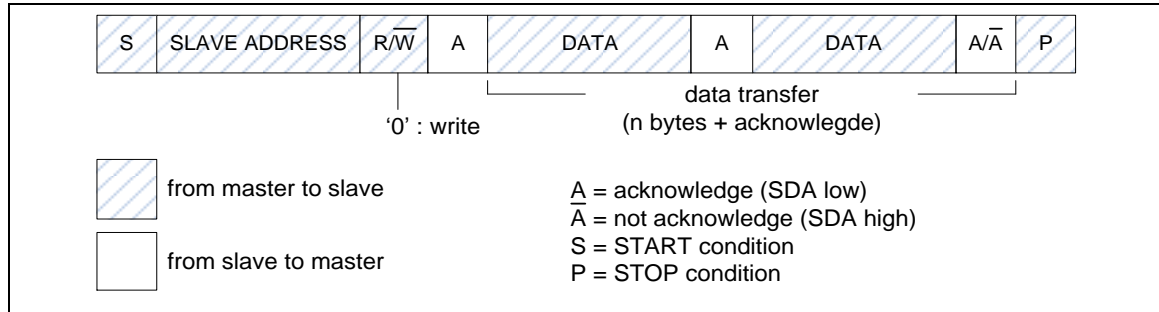 S SLAVE ADDRESS R/W̅ A DATA A DATA A/A̅ P
data transfer
(n bytes + acknowlegde)
‘0’ : write
from master to slave
from slave to master
A = acknowledge (SDA low)
A̅ = not acknowledge (SDA high)
S = START condition
P = STOP condition